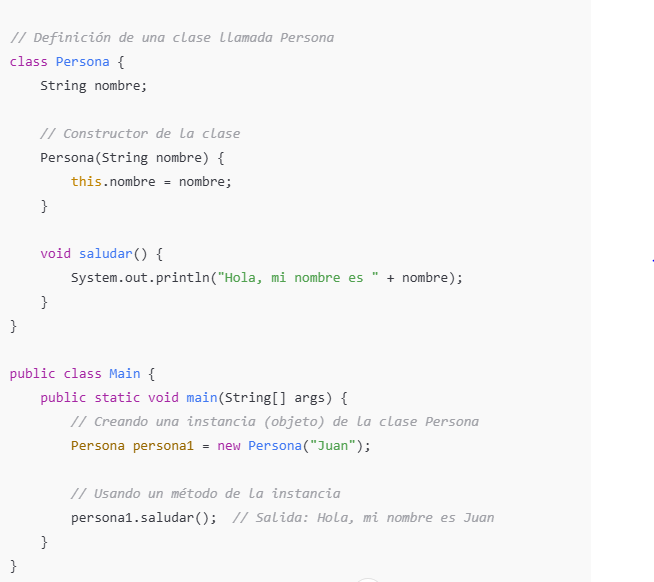 // Definición de una clase llamada Persona
class Persona {
    String nombre;

    // Constructor de la clase
    Persona(String nombre) {
        this.nombre = nombre;
    }

    void saludar() {
        System.out.println("Hola, mi nombre es " + nombre);
    }
}

public class Main {
    public static void main(String[] args) {
        // Creando una instancia (objeto) de la clase Persona
        Persona persona1 = new Persona("Juan");

        // Usando un método de la instancia
        persona1.saludar();  // Salida: Hola, mi nombre es Juan
    }
}